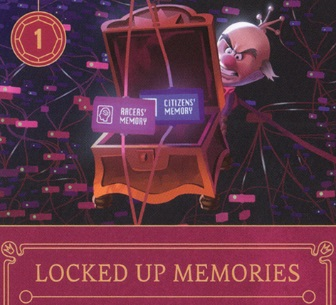 1
RACERS'
MEMORY
CITIZENS'
MEMORY
LOCKED UP MEMORIES